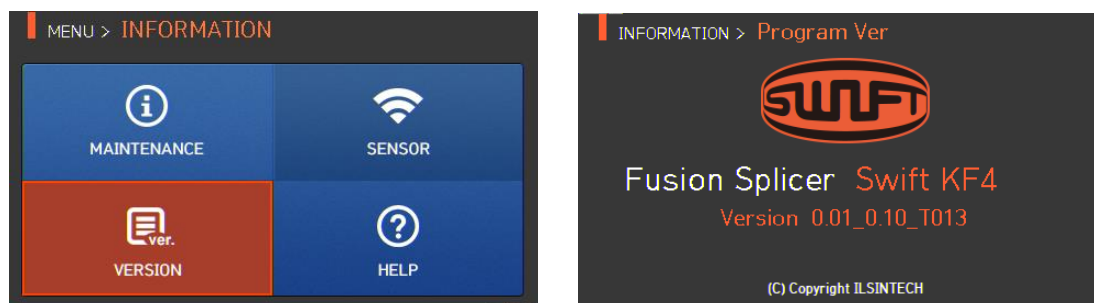 MENU > INFORMATION
MAINTENANCE
SENSOR
ver.
VERSION
HELP
INFORMATION > Program Ver
SWIFT
Fusion Splicer Swift KF4
Version 0.01_0.10_T013
(C) Copyright ILSINTECH